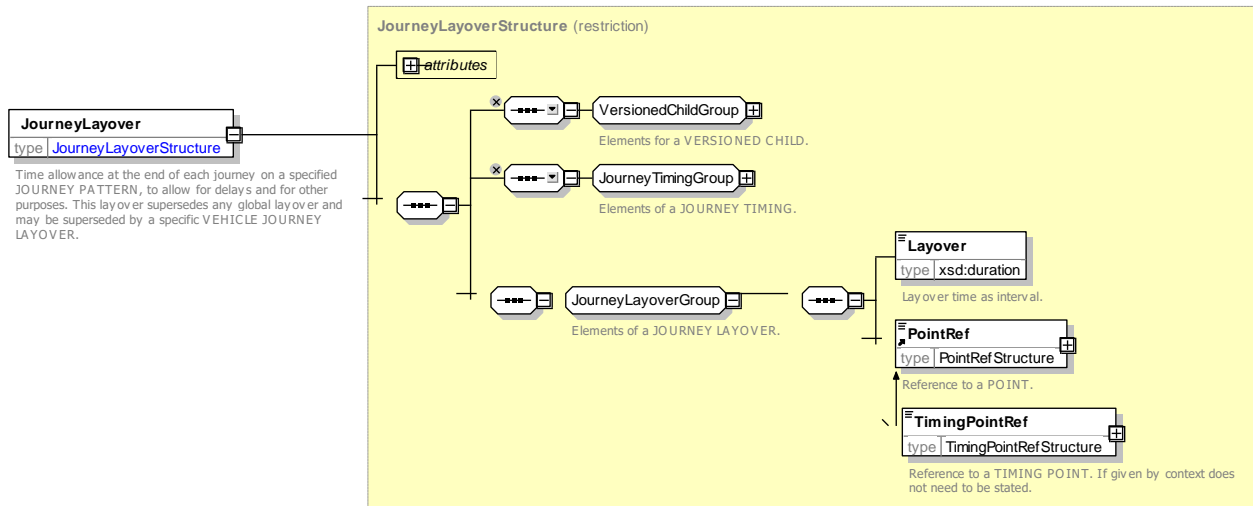 JourneyLayoverStructure (restriction)
attributes
JourneyLayover
type JourneyLayoverStructure
Time allowance at the end of each journey on a specified
JOURNEY PATTERN, to allow for delays and for other
purposes. This layover supersedes any global layover and
may be superseded by a specific VEHICLE JOURNEY
LAYOVER.
VersionedChildGroup
Elements for a VERSIONED CHILD.
JourneyTimingGroup
Elements of a JOURNEY TIMING.
JourneyLayoverGroup
Elements of a JOURNEY LAYOVER.
Layover
type xsd:duration
Layover time as interval.
PointRef
type PointRefStructure
Reference to a POINT.
TimingPointRef
type TimingPointRefStructure
Reference to a TIMING POINT. If given by context does
not need to be stated.